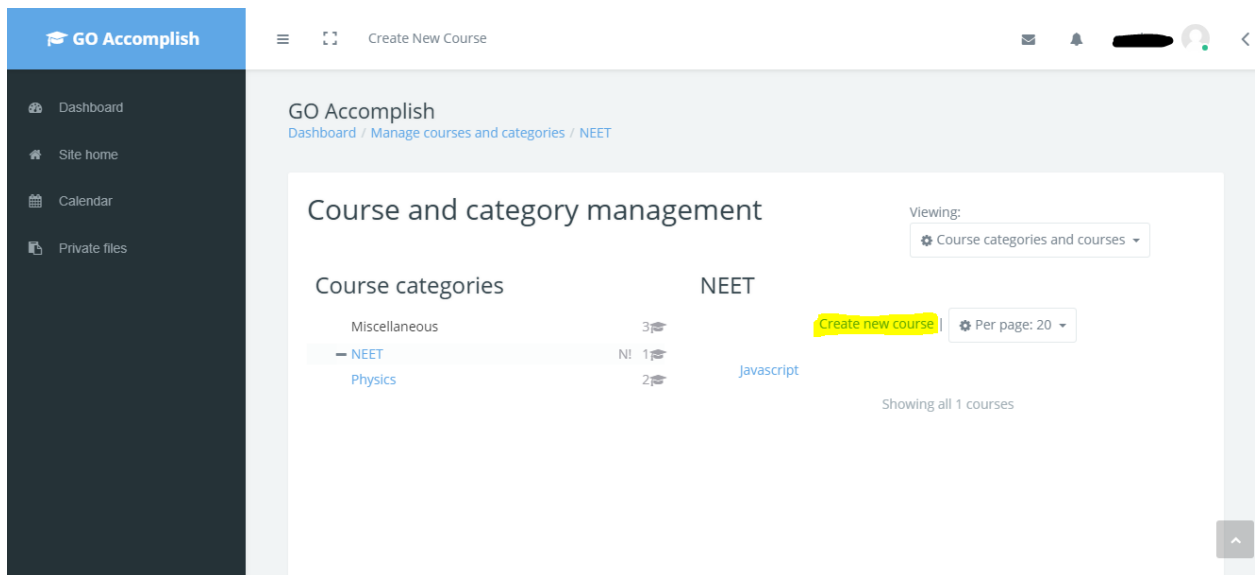 GO Accomplish
Create New Course
Dashboard
Site home
Calendar
Private files
GO Accomplish
Dashboard / Manage courses and categories / NEET
Course and category management
Viewing:
Course categories and courses
Course categories
Miscellaneous 3
NEET N! 1
Physics 2
NEET
Create new course | Per page: 20
Javascript
Showing all 1 courses